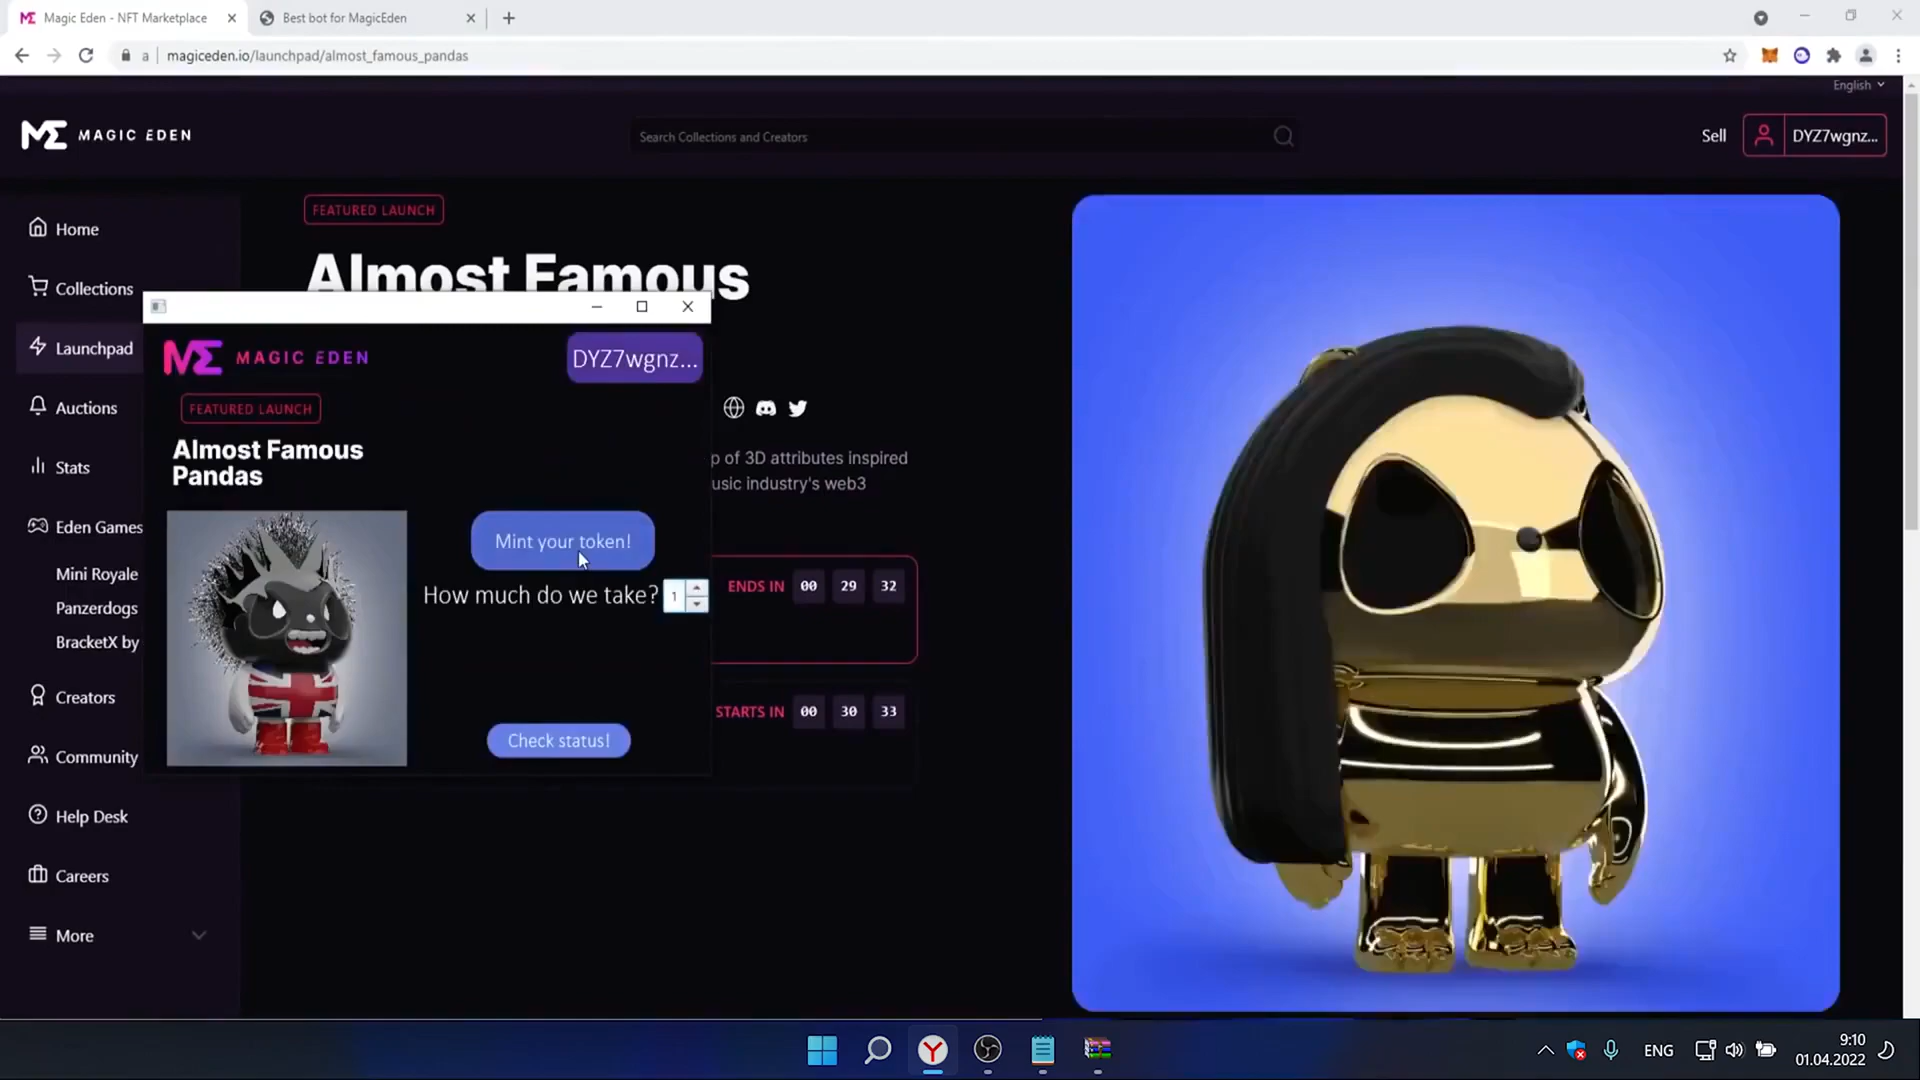 Magic Eden - NFT Marketplace
Best bot for MagicEden
a
magiceden.io/launchpad/almost_famous_pandas
English
MAGIC EDEN
Search Collections and Creators
Sell
DYZ7wgnz...
Home
Collections
Launchpad
Auctions
Stats
Eden Games
Mini Royale
Panzerdogs
BracketX by
Creators
Community
Help Desk
Careers
More
FEATURED LAUNCH
Almost Famous
p of 3D attributes inspired
usic industry's web3
ENDS IN 00 29 32
STARTS IN 00 30 33
MAGIC EDEN
DYZ7wgnz...
FEATURED LAUNCH
Almost Famous
Pandas
Mint your token!
How much do we take? 1
Check status!
ENG
9:10
01.04.2022